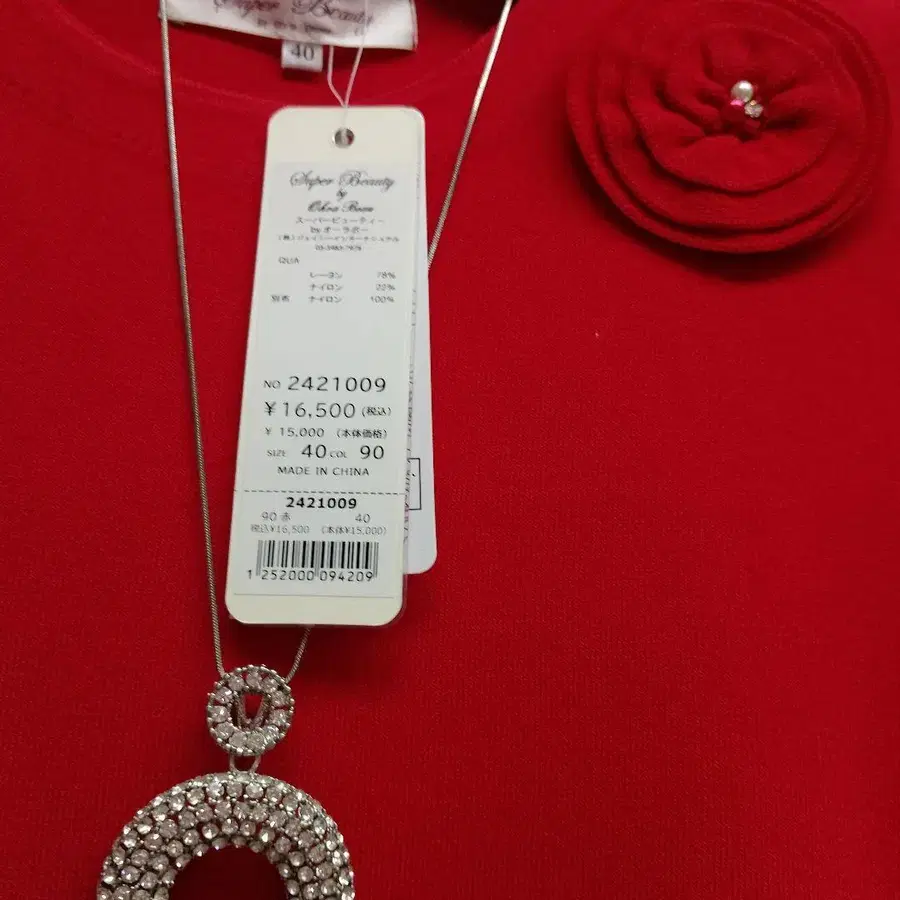 Super Beauty
40
Super Beauty
by
スーパービューティー
by オーラボー
QUA
レーヨン 78%
ナイロン 22%
別布 ナイロン 100%
NO 2421009
¥16,500 (税込)
¥ 15,000 (本体価格)
SIZE 40 COL 90
MADE IN CHINA
2421009
90 赤 40
税込¥16,500 (本体¥15,000)
1 252000 094209